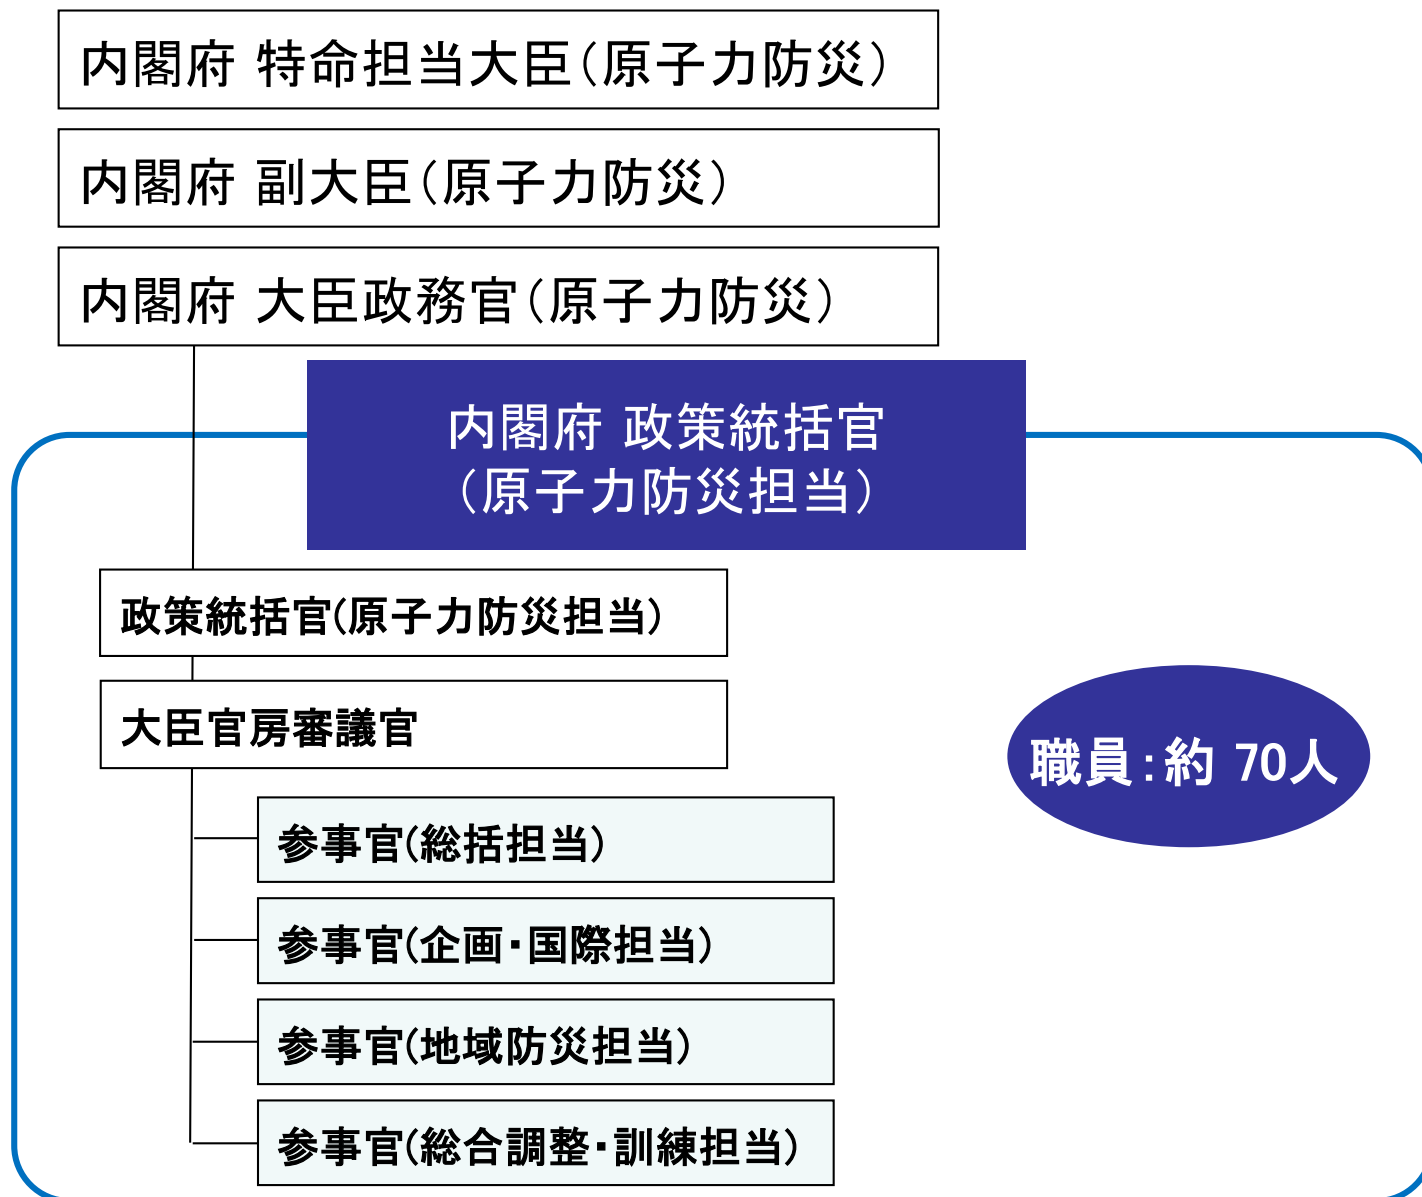 内閣府 特命担当大臣（原子力防災）
内閣府 副大臣（原子力防災）
内閣府 大臣政務官（原子力防災）
内閣府 政策統括官
（原子力防災担当）
政策統括官(原子力防災担当)
大臣官房審議官
職員：約 70人
参事官(総括担当)
参事官(企画・国際担当)
参事官(地域防災担当)
参事官(総合調整・訓練担当)